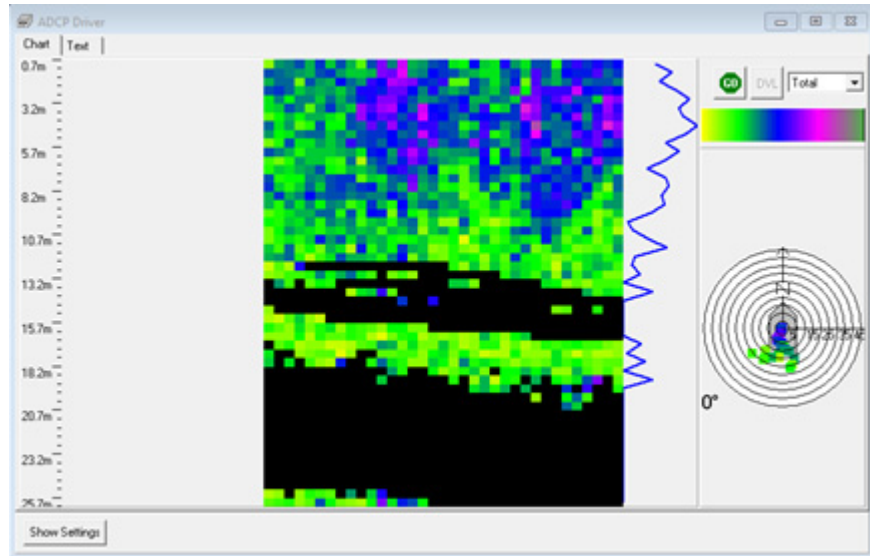 ADCP Driver
Chart Text
0.7m
GO DVL Total
3.2m
5.7m
8.2m
10.7m
13.2m
15.7m
18.2m
20.7m
23.2m
25.7m
N
0°
Show Settings